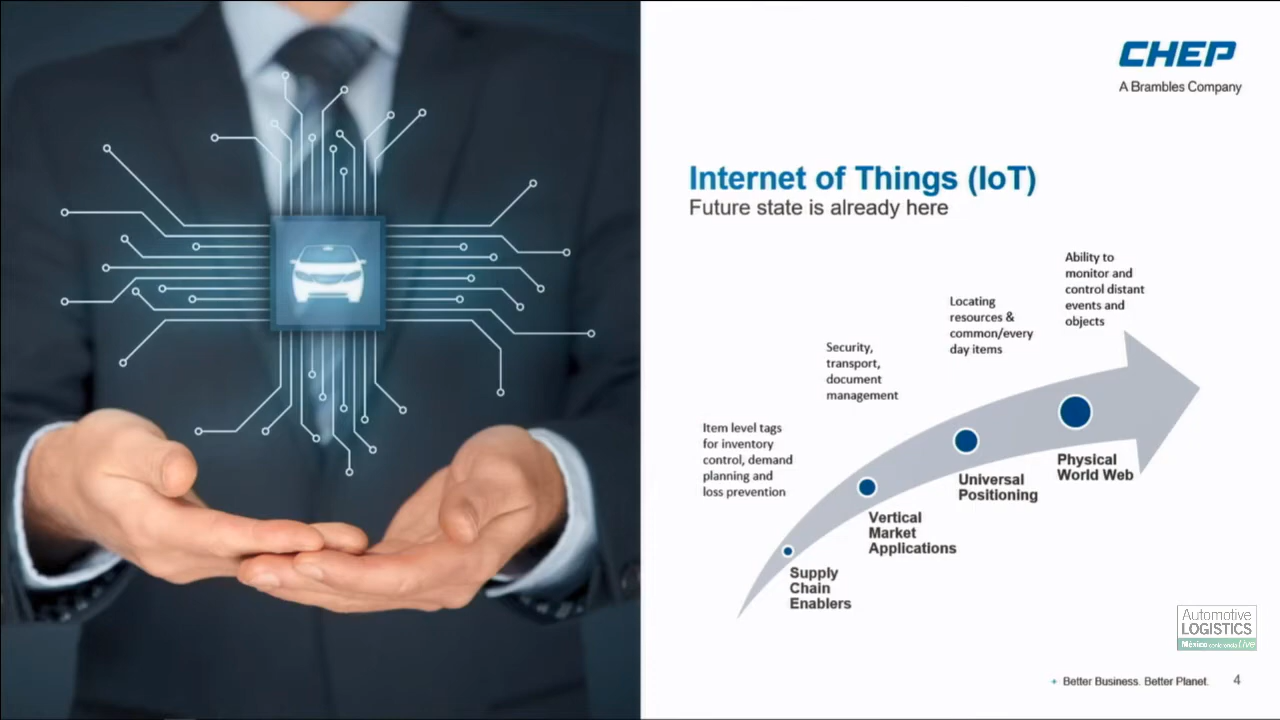 CHEP
A Brambles Company
Internet of Things (IoT)
Future state is already here
Item level tags
for inventory
control, demand
planning and
loss prevention
Security,
transport,
document
management
Locating
resources &
common/every
day items
Ability to
monitor and
control distant
events and
objects
Supply
Chain
Enablers
Vertical
Market
Applications
Universal
Positioning
Physical
World Web
Automotive
LOGISTICS
México conferencia Live
Better Business. Better Planet.
4